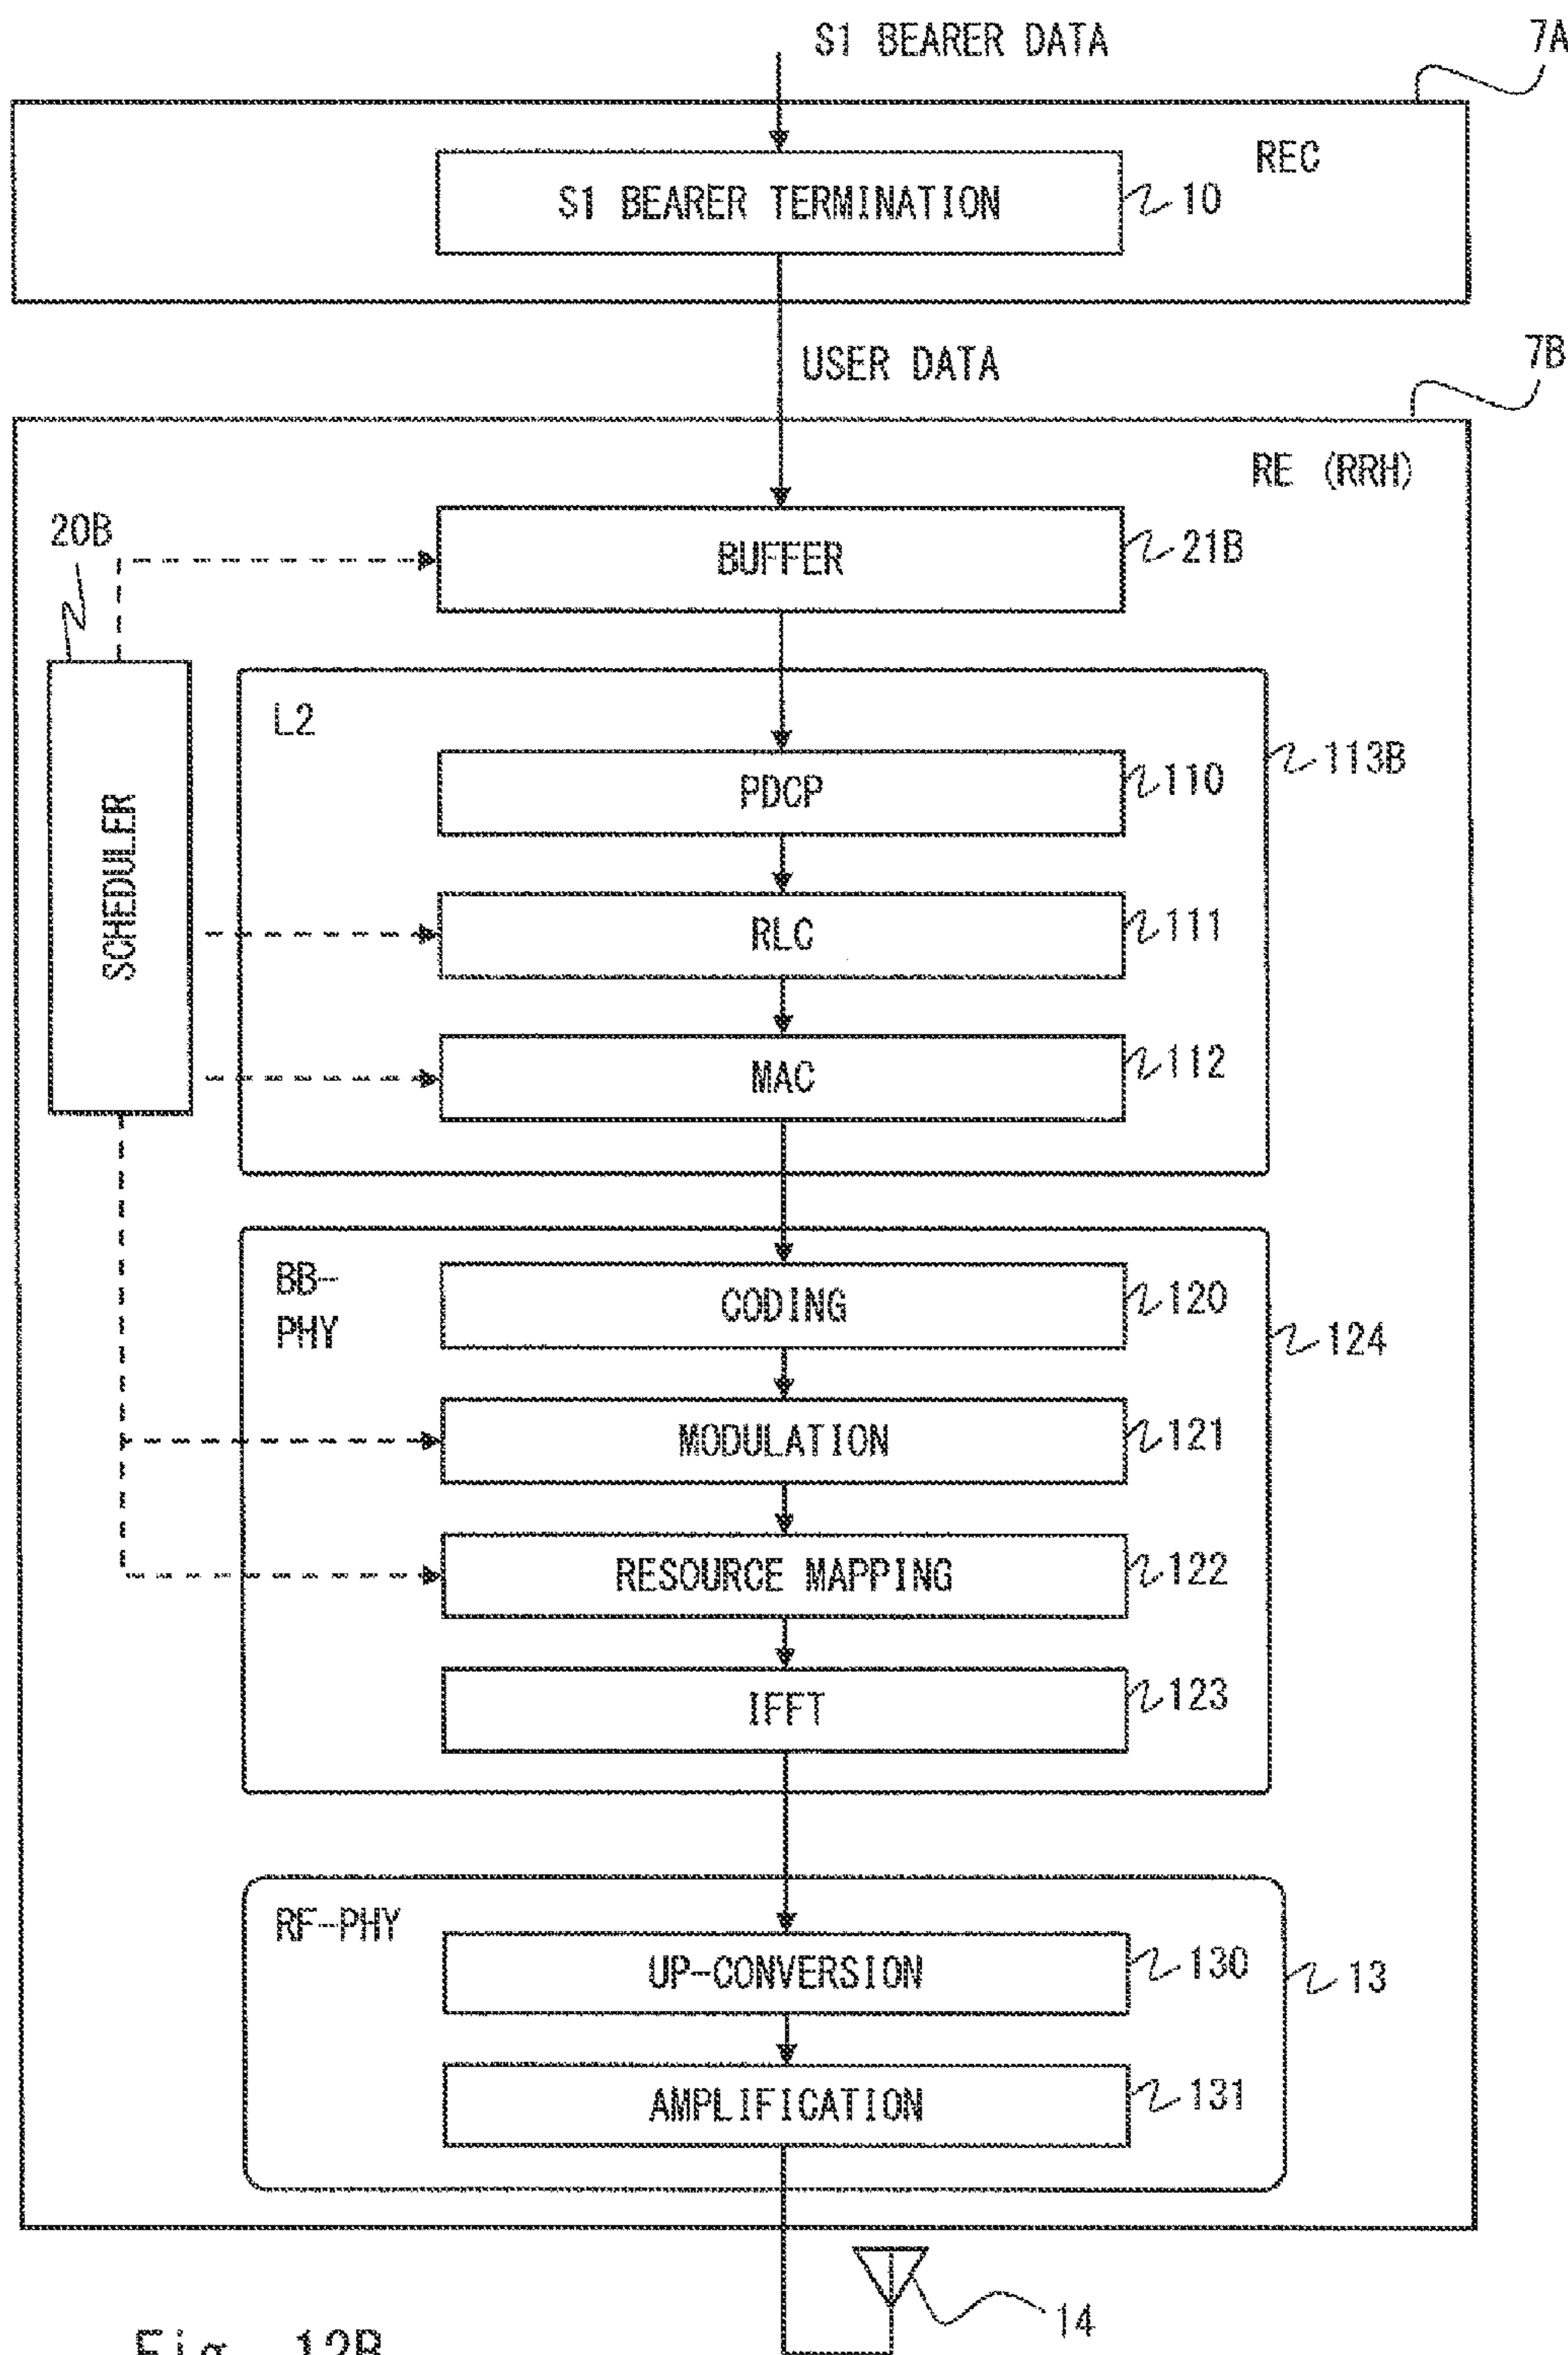 S1 BEARER DATA
7A
REC
S1 BEARER TERMINATION
10
USER DATA
7B
RE (RRH)
20B
BUFFER
21B
SCHEDULER
L2
113B
PDCP
110
RLC
111
MAC
112
BB-
PHY
124
CODING
120
MODULATION
121
RESOURCE MAPPING
122
IFFT
123
RF-PHY
13
UP-CONVERSION
130
AMPLIFICATION
131
14
Fig. 12B